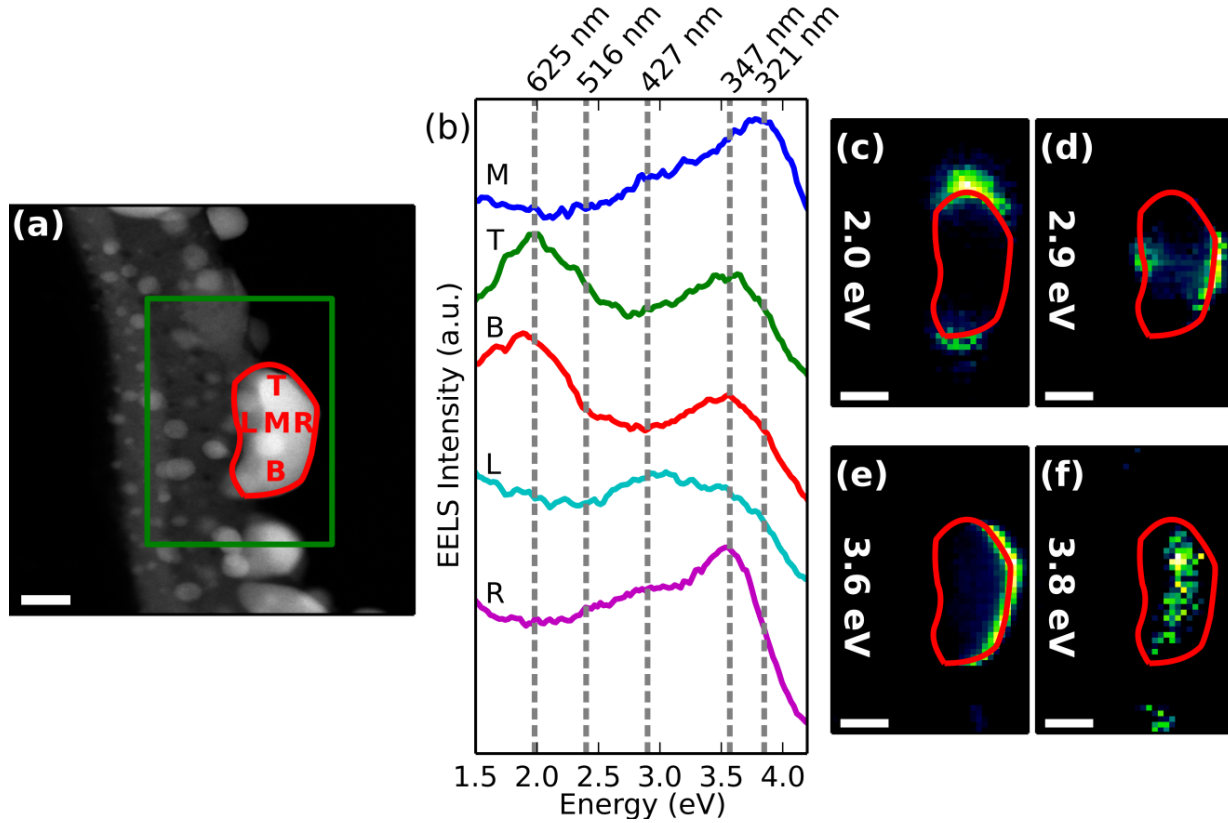 (a)
T
L M R
B
(b)
625 nm
516 nm
427 nm
347 nm
321 nm
M
T
B
L
R
EELS Intensity (a.u.)
1.5 2.0 2.5 3.0 3.5 4.0
Energy (eV)
(c)
2.0 eV
(d)
2.9 eV
(e)
3.6 eV
(f)
3.8 eV